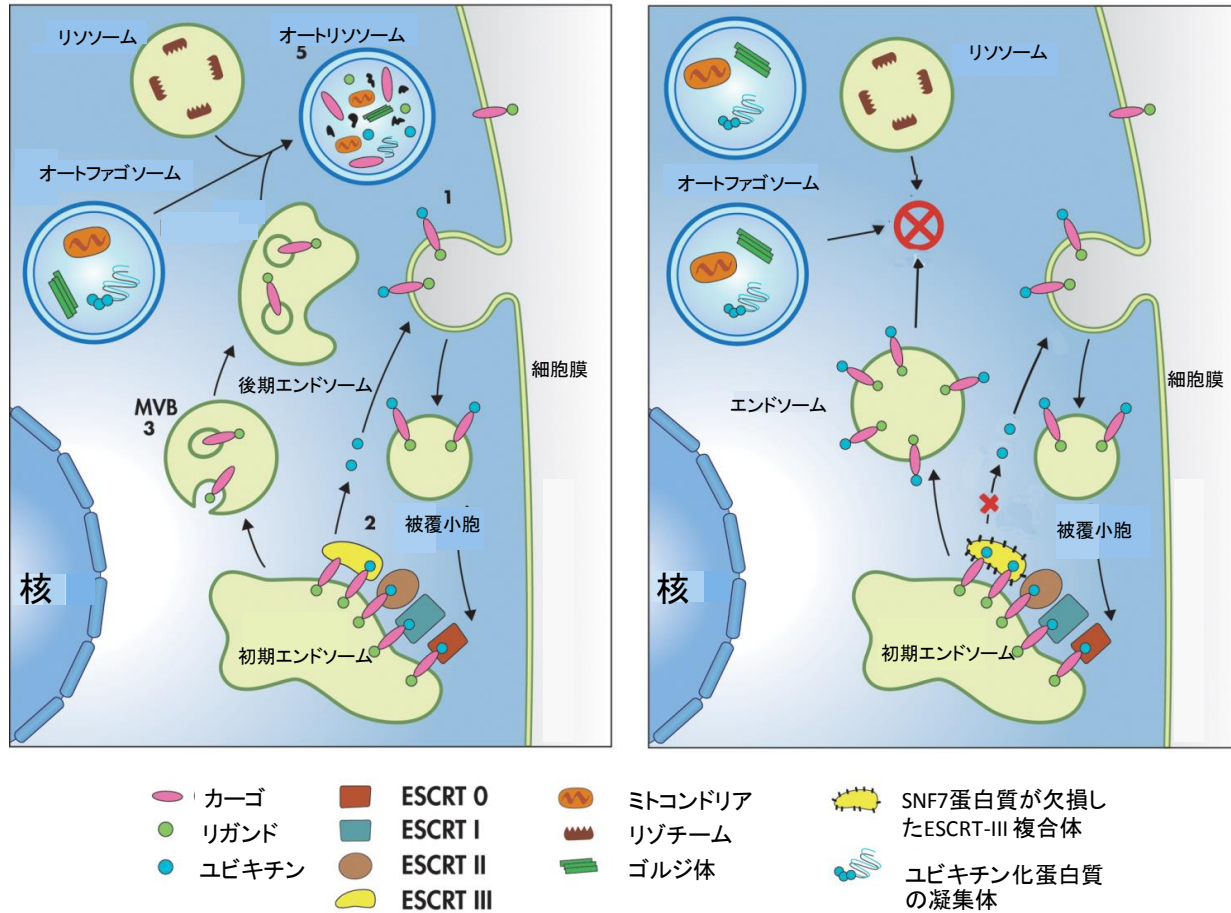 リソソーム
オートリソソーム
5
オートファゴソーム
1
後期エンドソーム
細胞膜
MVB
3
2
被覆小胞
核
初期エンドソーム
リソソーム
オートファゴソーム
エンドソーム
細胞膜
被覆小胞
核
初期エンドソーム
カーゴ
リガンド
ユビキチン
ESCRT 0
ESCRT I
ESCRT II
ESCRT III
ミトコンドリア
リゾチーム
ゴルジ体
SNF7蛋白質が欠損し
たESCRT-III 複合体
ユビキチン化蛋白質
の凝集体